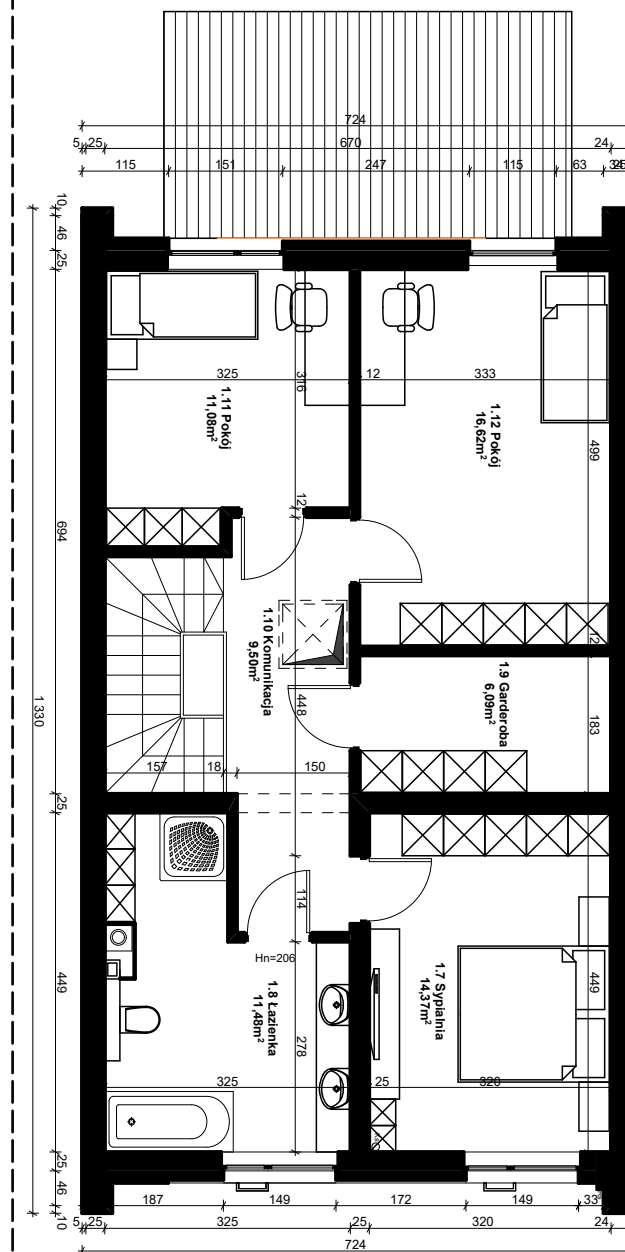 724
5 25 670 24
115 151 247 115 63 34 25
10
46
25
325 316 12 333
1.11 Pokój
11,08m²
1.12 Pokój
16,62m²
499
12
694
1.10 Komunikacja
9,50m²
12
1.9 Garderoba
6,09m²
448
183
1330
157 18 150
25
114
Hn=206
1.7 Sypialnia
14,37m²
449
1.8 Łazienka
11,48m²
449
278
325 25 320
25
46
10
187 149 172 149 33
5 25 325 25 320 24
724